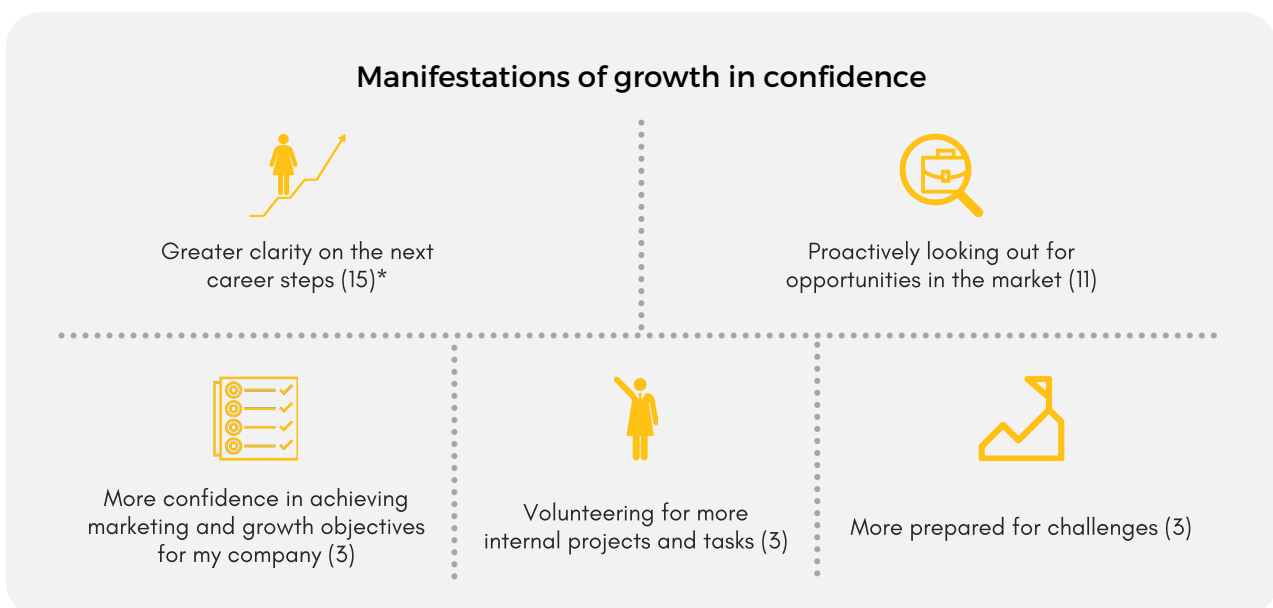 Manifestations of growth in confidence
Greater clarity on the next
career steps (15)*
Proactively looking out for
opportunities in the market (11)
More confidence in achieving
marketing and growth objectives
for my company (3)
Volunteering for more
internal projects and tasks (3)
More prepared for challenges (3)